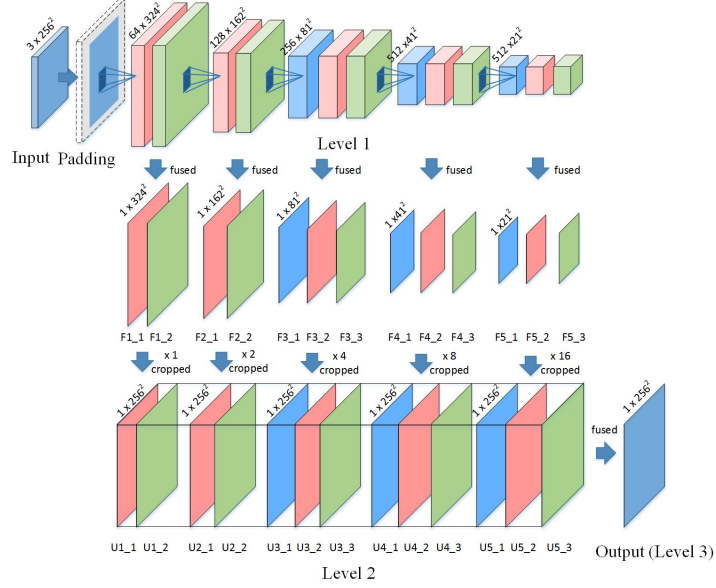 3 x 256²
64 x 324²
128 x 162²
256 x 81²
512 x41²
512 x21²
Input
Padding
Level 1
fused
fused
fused
fused
fused
1 x 324²
1 x 162²
1 x 81²
1 x41²
1 x21²
F1_1 F1_2 F2_1 F2_2 F3_1 F3_2 F3_3 F4_1 F4_2 F4_3 F5_1 F5_2 F5_3
x 1
cropped
x 2
cropped
x 4
cropped
x 8
cropped
x 16
cropped
1 x 256²
1 x 256²
1 x 256²
1 x 256²
1 x 256²
1 x 256²
fused
U1_1 U1_2 U2_1 U2_2 U3_1 U3_2 U3_3 U4_1 U4_2 U4_3 U5_1 U5_2 U5_3
Output (Level 3)
Level 2